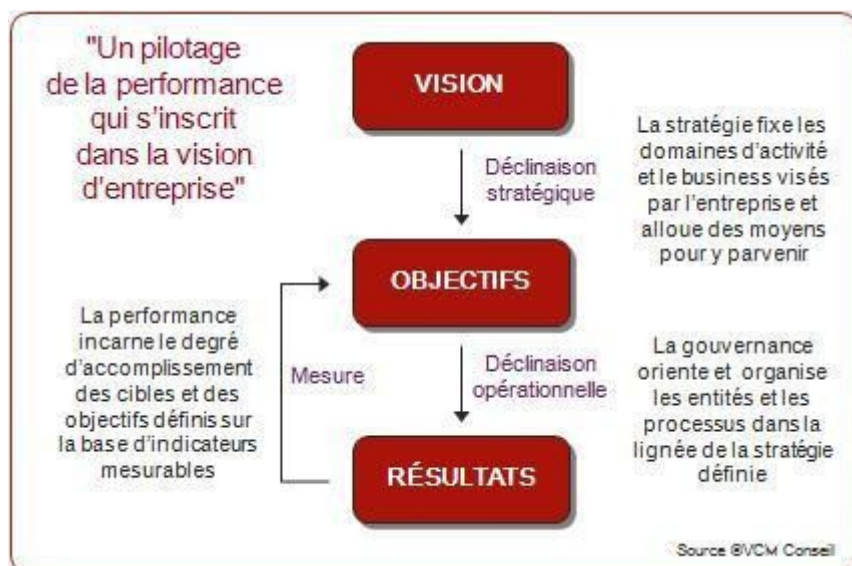 "Un pilotage
de la performance
qui s'inscrit
dans la vision
d'entreprise"
VISION
Déclinaison
stratégique
La stratégie fixe les
domaines d'activité
et le business visés
par l'entreprise et
alloue des moyens
pour y parvenir
OBJECTIFS
La performance
incarne le degré
d'accomplissement
des cibles et des
objectifs définis sur
la base d'indicateurs
mesurables
Mesure
Déclinaison
opérationnelle
La gouvernance
oriente et organise
les entités et les
processus dans la
lignée de la stratégie
définie
RÉSULTATS
Source ©VCM Conseil